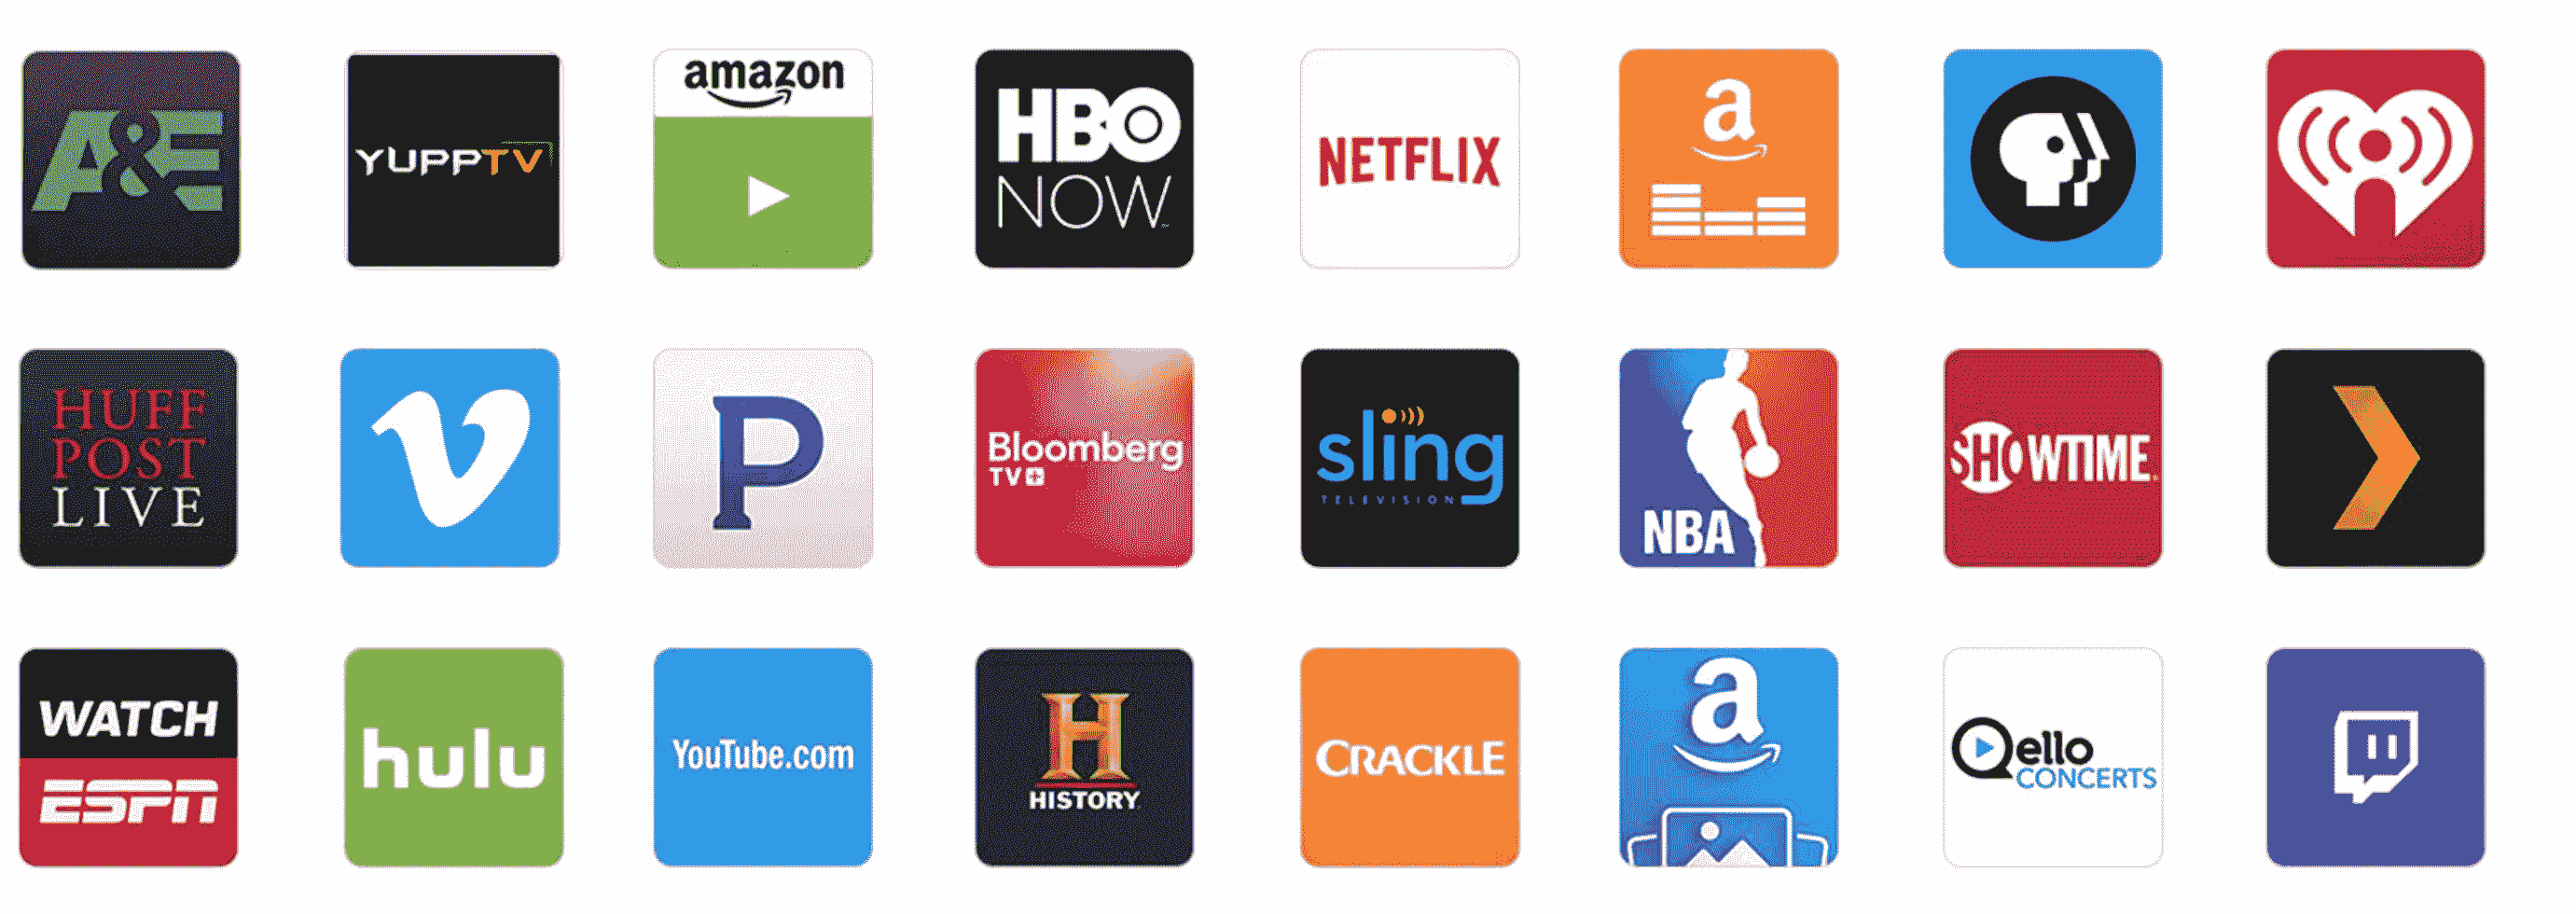 A&E
YUPPTV
amazon
HBO
NOW
NETFLIX
a
HUFF
POST
LIVE
V
P
Bloomberg
TV+
sling
TELEVISION
NBA
SHOWTIME
WATCH
ESPN
hulu
YouTube.com
H
HISTORY
CRACKLE
a
Qello
CONCERTS